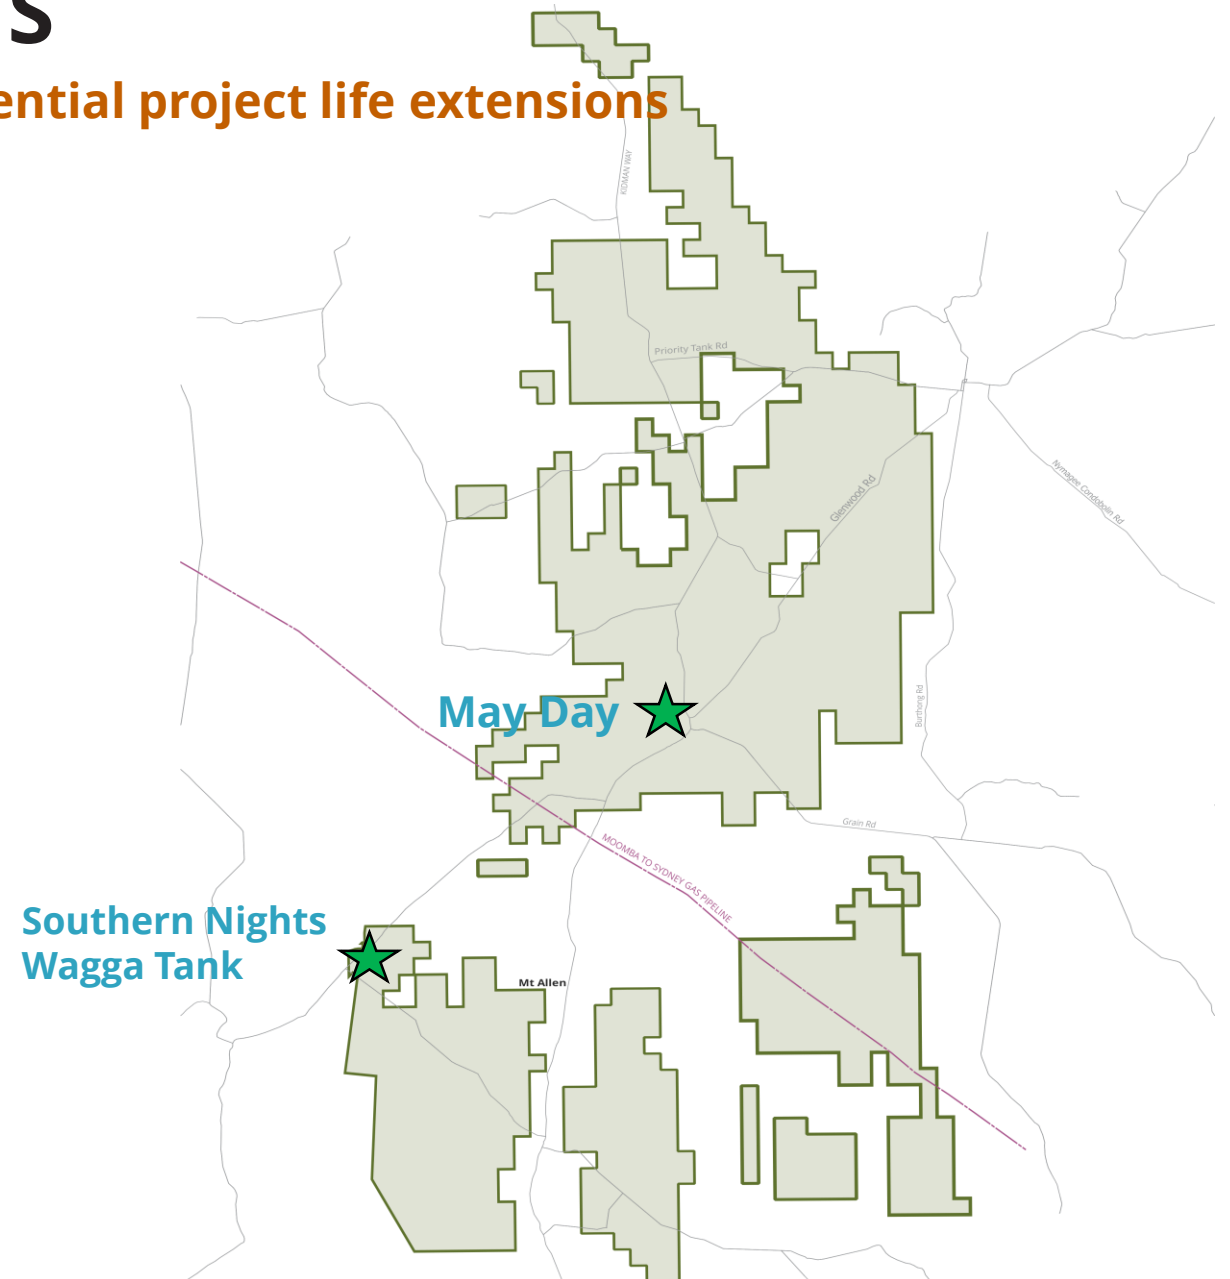 s
ential project life extensions
KIDMAN WAY
Priority Tank Rd
Glenwood Rd
Nymagee Condobolin Rd
May Day
Burthong Rd
Grain Rd
MOOMBA TO SYDNEY GAS PIPELINE
Southern Nights
Wagga Tank
Mt Allen